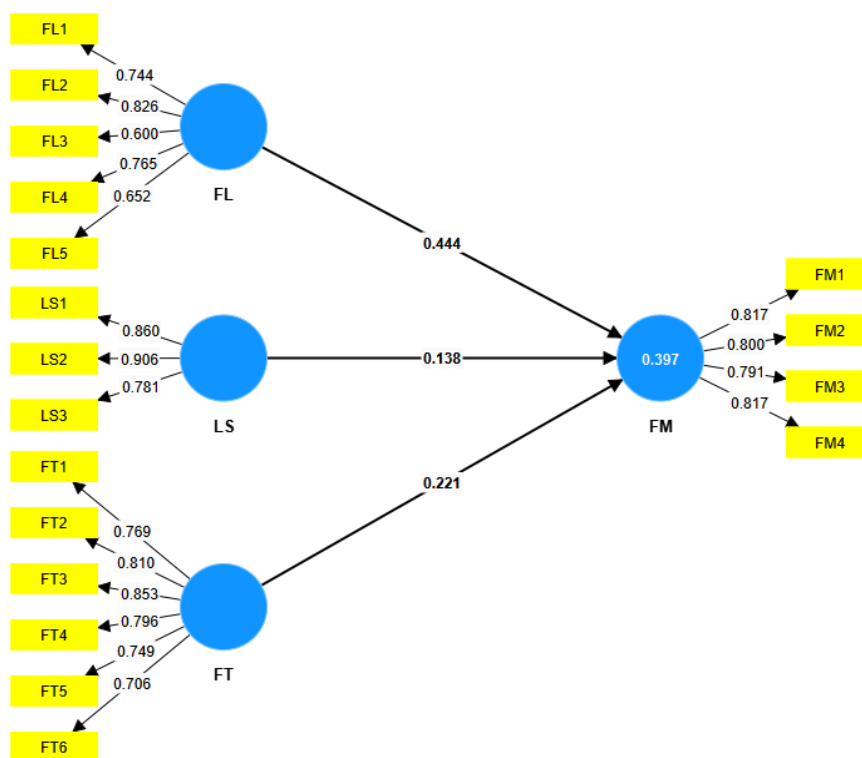 FL1
0.744
FL2
0.826
FL3
0.600
FL4
0.765
0.652
FL5
FL
0.444
LS1
0.860
LS2
0.906
0.781
LS3
LS
0.138
FT1
0.769
FT2
0.810
FT3
0.853
FT4
0.796
0.749
FT5
0.706
FT6
FT
0.221
0.397
FM
FM1
0.817
FM2
0.800
0.791
FM3
0.817
FM4